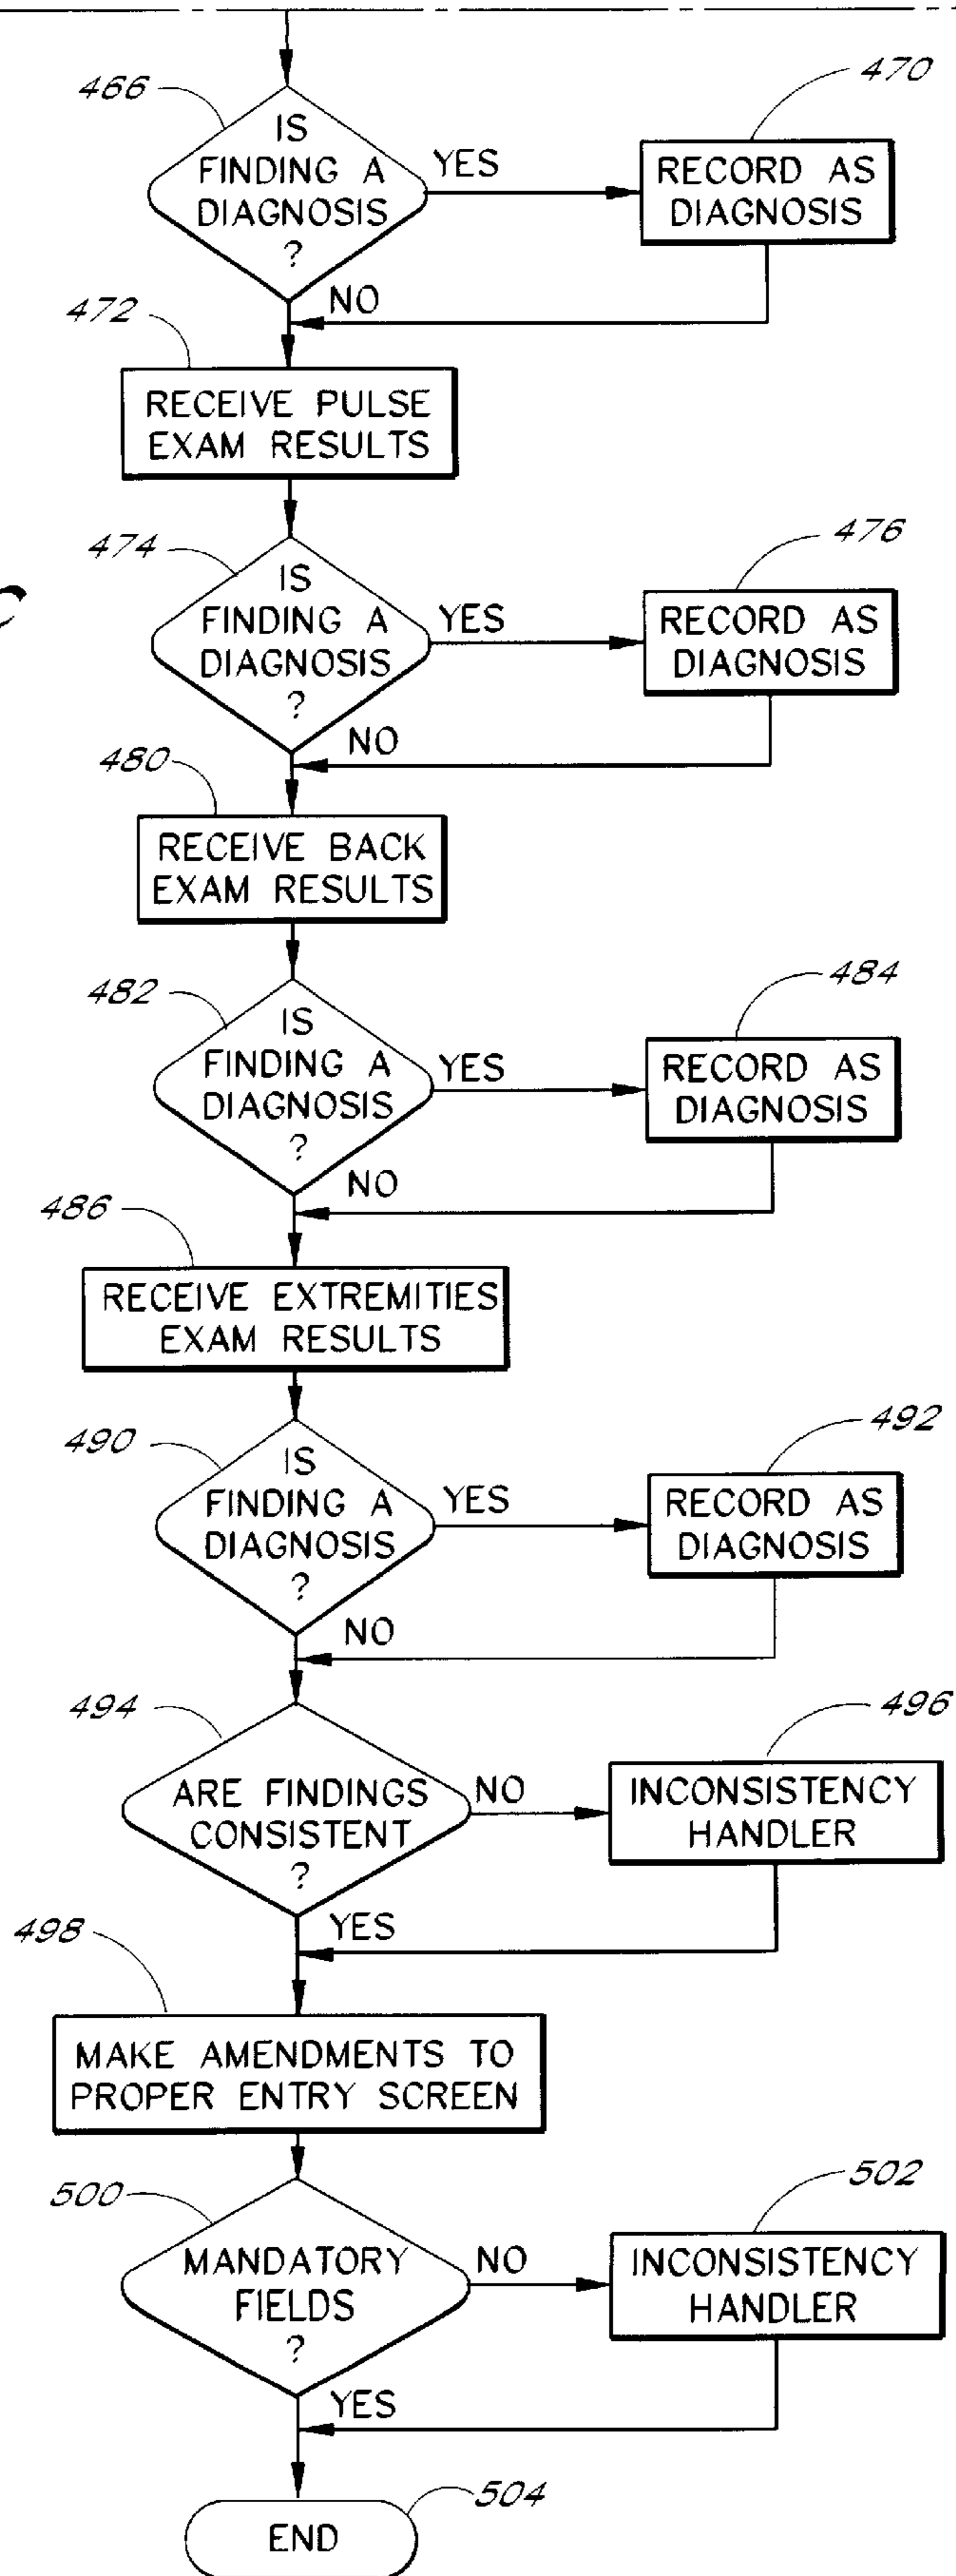 466
IS
FINDING A
DIAGNOSIS
?
YES
470
RECORD AS
DIAGNOSIS
NO
472
RECEIVE PULSE
EXAM RESULTS
474
IS
FINDING A
DIAGNOSIS
?
YES
476
RECORD AS
DIAGNOSIS
NO
480
RECEIVE BACK
EXAM RESULTS
482
IS
FINDING A
DIAGNOSIS
?
YES
484
RECORD AS
DIAGNOSIS
NO
486
RECEIVE EXTREMITIES
EXAM RESULTS
490
IS
FINDING A
DIAGNOSIS
?
YES
492
RECORD AS
DIAGNOSIS
NO
494
ARE FINDINGS
CONSISTENT
?
NO
496
INCONSISTENCY
HANDLER
YES
498
MAKE AMENDMENTS TO
PROPER ENTRY SCREEN
500
MANDATORY
FIELDS
?
NO
502
INCONSISTENCY
HANDLER
YES
504
END